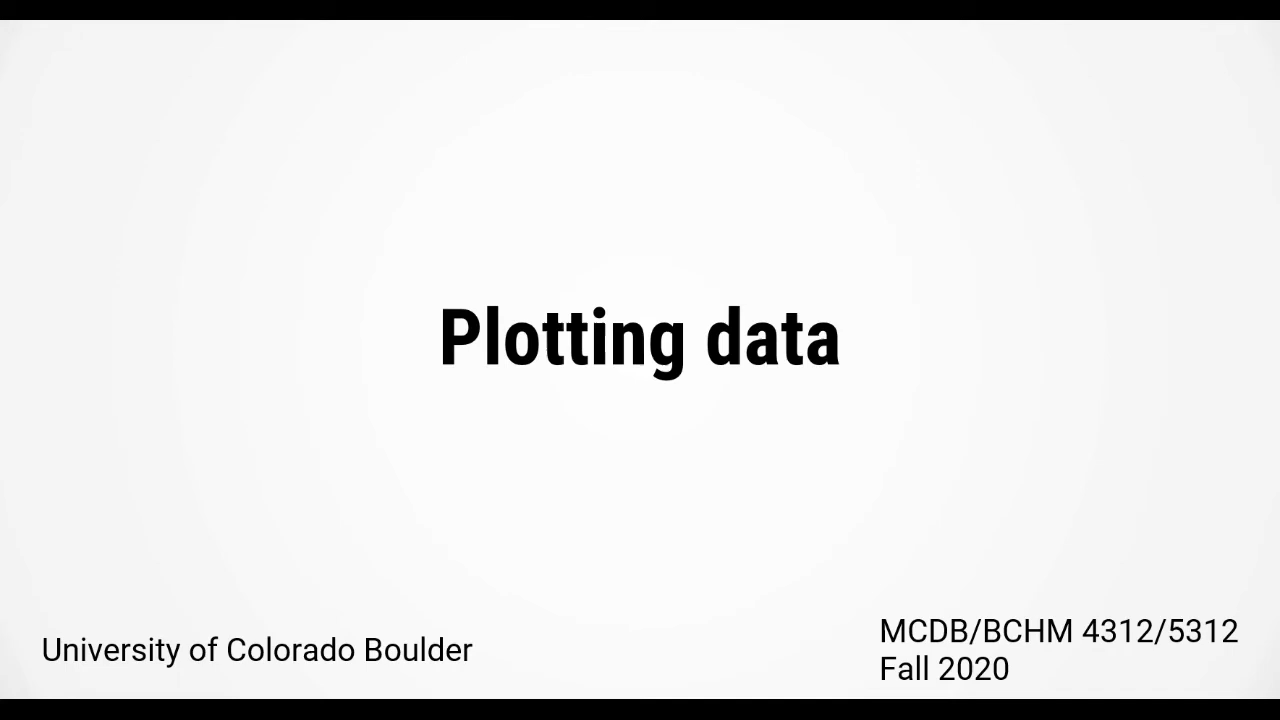 Plotting data
University of Colorado Boulder
MCDB/BCHM 4312/5312
Fall 2020